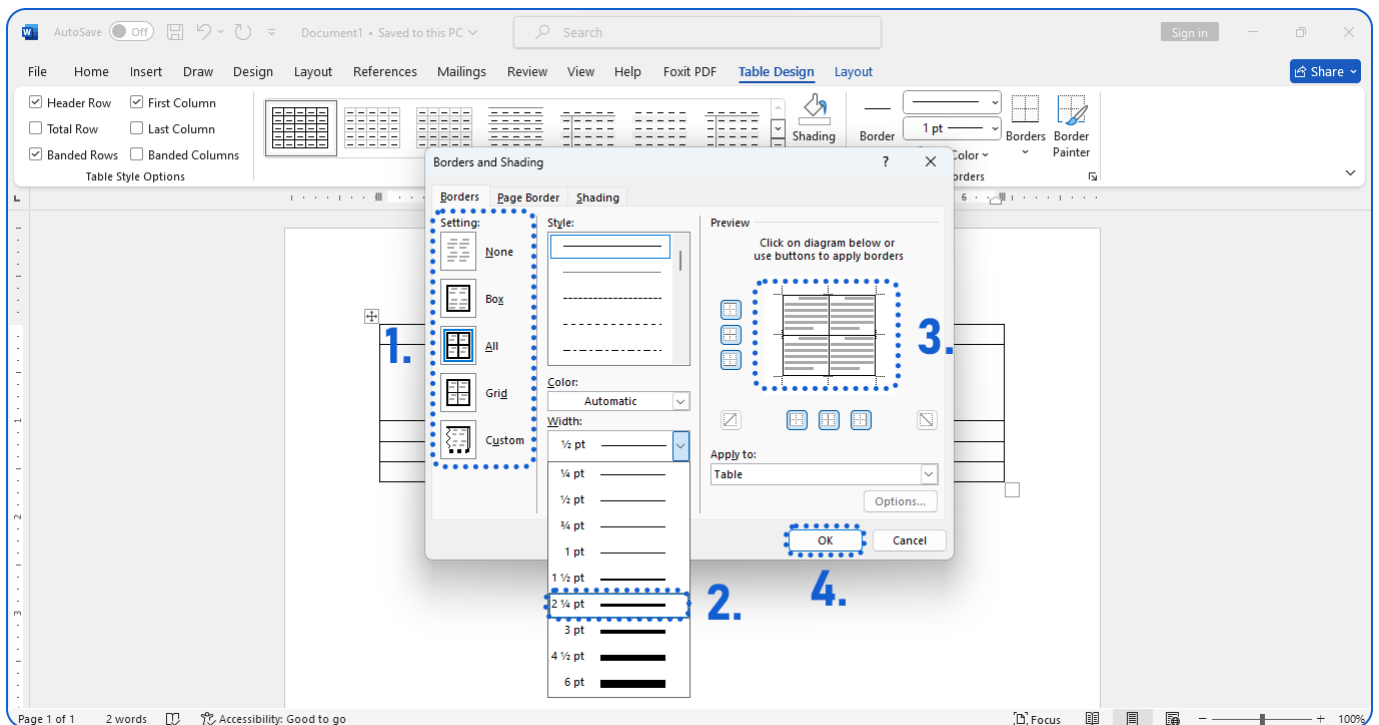 AutoSave Off Document1 • Saved to this PC Search Sign in
File Home Insert Draw Design Layout References Mailings Review View Help Foxit PDF Table Design Layout Share
Header Row First Column
Total Row Last Column
Banded Rows Banded Columns
Table Style Options
Shading
Border
1 pt
Color
Borders
Border
Painter
orders
Borders and Shading ? ×
Borders Page Border Shading
Setting:
None
Box
All
Grid
Custom
1.
Style:
Color:
Automatic
Width:
½ pt
¼ pt
½ pt
¾ pt
1 pt
1 ½ pt
2 ¼ pt
3 pt
4 ½ pt
6 pt
2.
Preview
Click on diagram below or
use buttons to apply borders
3.
Apply to:
Table
Options...
OK Cancel
4.
6
1
2
3
Page 1 of 1 2 words Accessibility: Good to go Focus 100%